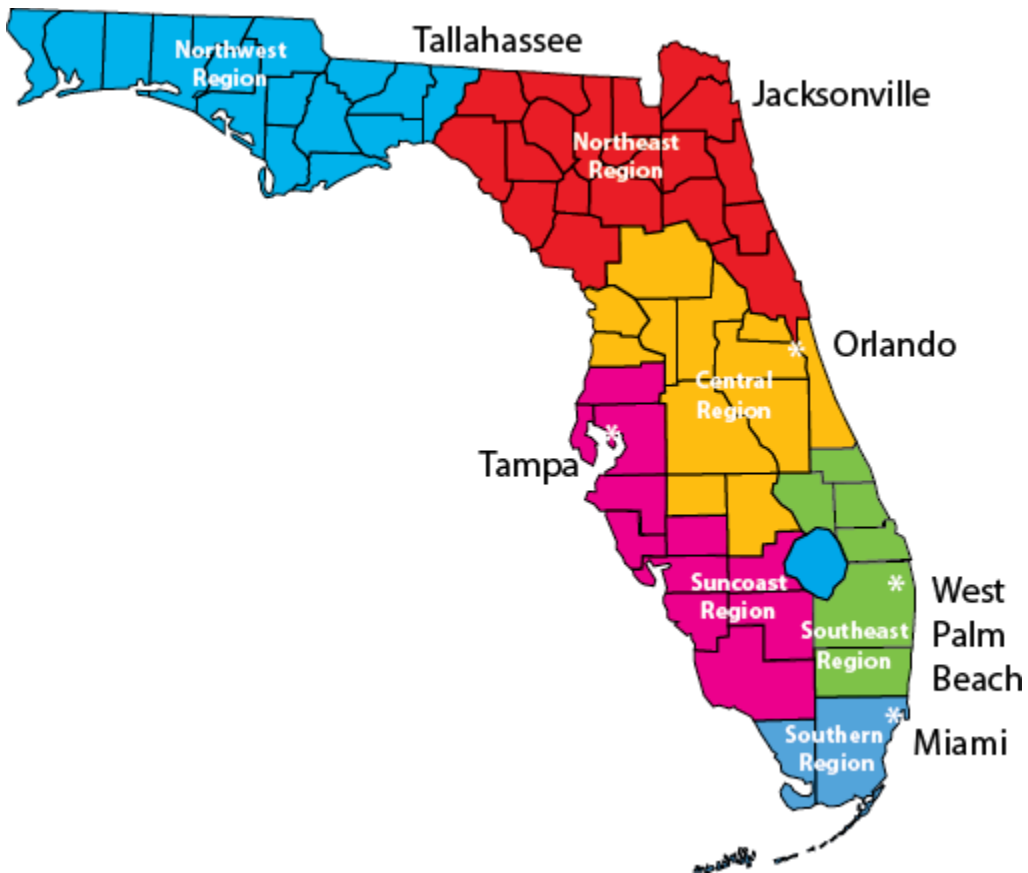 Tallahassee
Northwest
Region
Jacksonville
Northeast
Region
*
Orlando
Central
Region
*
Tampa
Suncoast
Region
*
West
Palm
Beach
Southeast
Region
*
Miami
Southern
Region